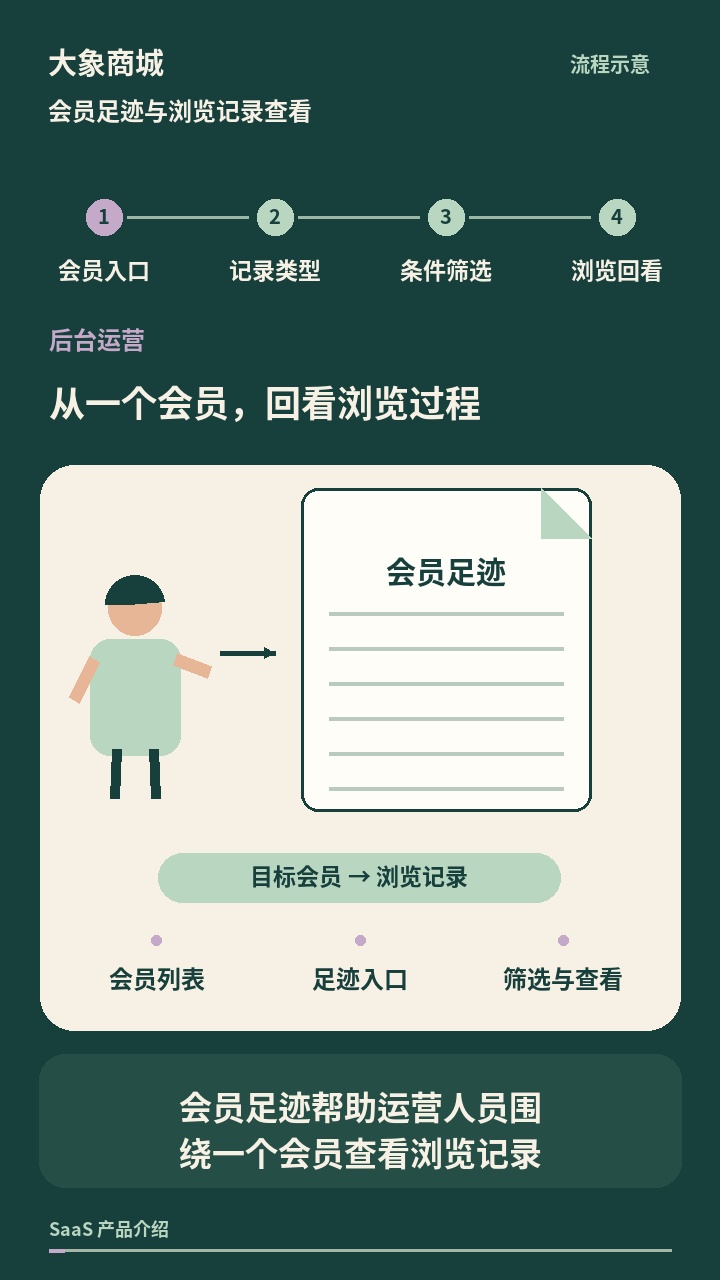 大象商城
流程示意
会员足迹与浏览记录查看
1
2
3
4
会员入口
记录类型
条件筛选
浏览回看
后台运营
从一个会员，回看浏览过程
会员足迹
目标会员 → 浏览记录
会员列表
足迹入口
筛选与查看
会员足迹帮助运营人员围
绕一个会员查看浏览记录
SaaS 产品介绍